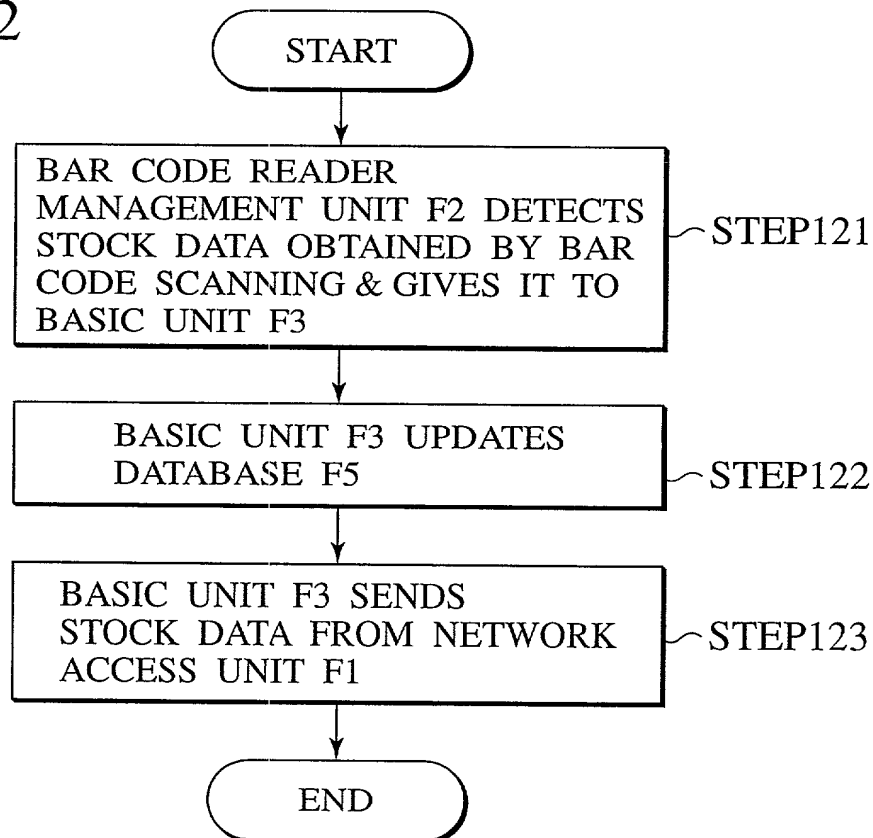 2
START
BAR CODE READER
MANAGEMENT UNIT F2 DETECTS
STOCK DATA OBTAINED BY BAR
CODE SCANNING & GIVES IT TO
BASIC UNIT F3
STEP121
BASIC UNIT F3 UPDATES
DATABASE F5
STEP122
BASIC UNIT F3 SENDS
STOCK DATA FROM NETWORK
ACCESS UNIT F1
STEP123
END